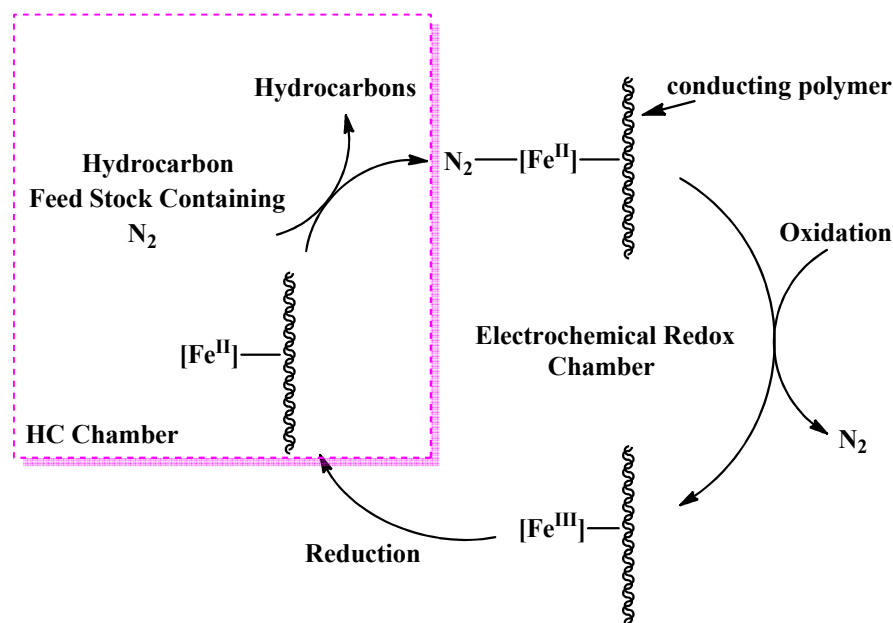 Hydrocarbons
conducting polymer
Hydrocarbon
Feed Stock Containing
N₂
N₂—[Feᴵᴵ]
Oxidation
[Feᴵᴵ]
Electrochemical Redox
Chamber
HC Chamber
N₂
[Feᴵᴵᴵ]
Reduction